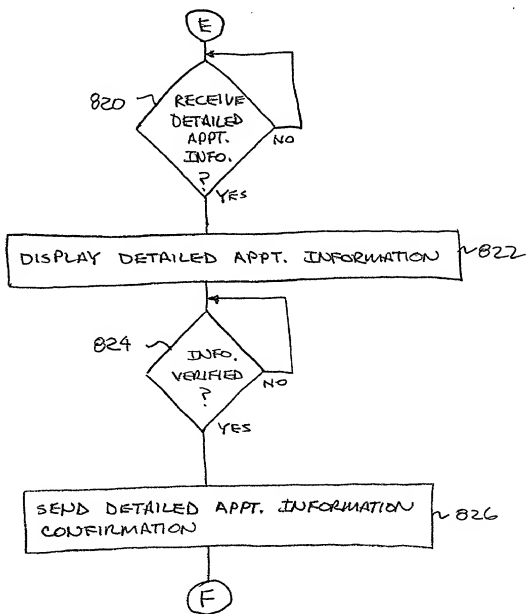 E
820
RECEIVE
DETAILED
APPT.
INFO.
?
NO
YES
DISPLAY DETAILED APPT. INFORMATION
822
824
INFO.
VERIFIED
?
NO
YES
SEND DETAILED APPT. INFORMATION
CONFIRMATION
826
F